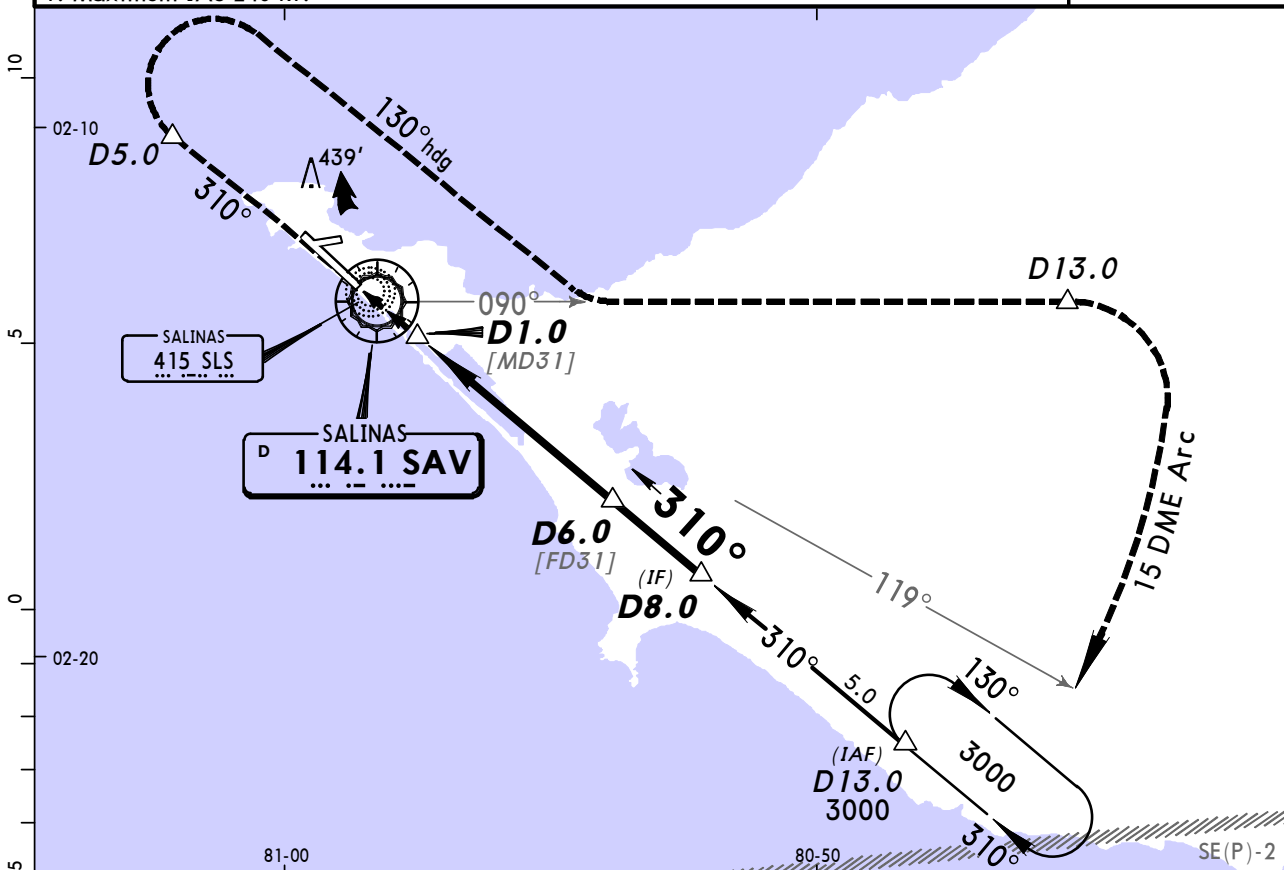 10
02-10
D5.0
310°
439'
130° hdg
D13.0
090°
D1.0
[MD31]
5
SALINAS
415 SLS
SALINAS
D 114.1 SAV
15 DME Arc
310°
D6.0
[FD31]
(IF)
D8.0
119°
0
02-20
310°
5.0
130°
3000
(IAF)
D13.0
3000
310°
81-00
80-50
SE(P)-2
5